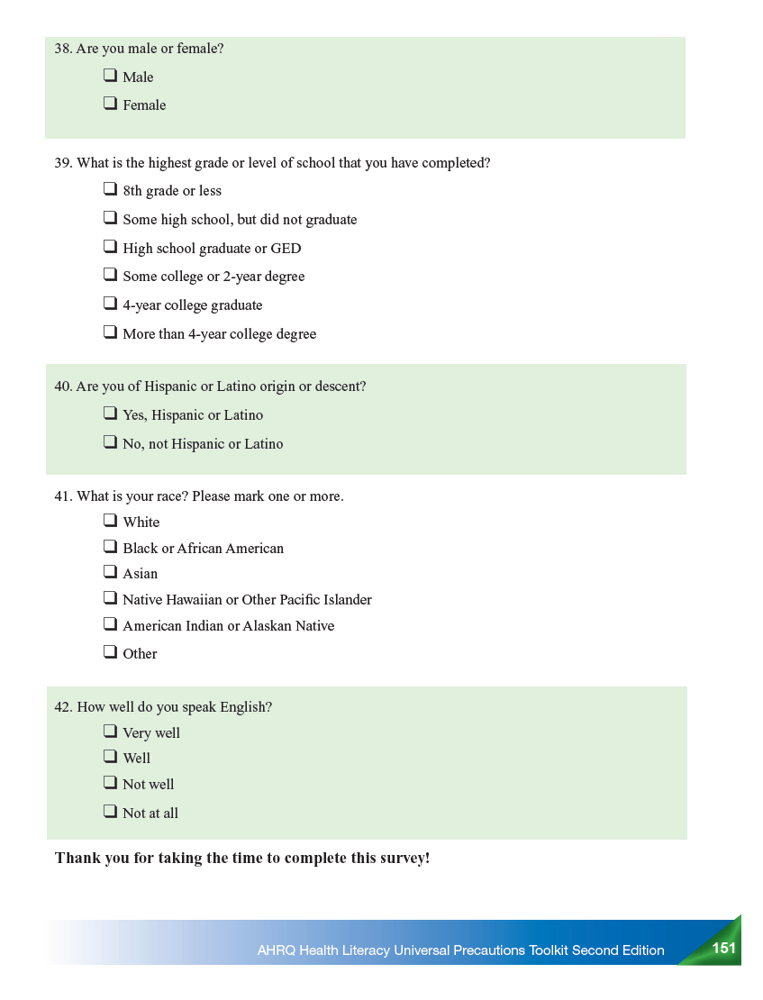 38. Are you male or female?
❏ Male
❏ Female
39. What is the highest grade or level of school that you have completed?
❏ 8th grade or less
❏ Some high school, but did not graduate
❏ High school graduate or GED
❏ Some college or 2-year degree
❏ 4-year college graduate
❏ More than 4-year college degree
40. Are you of Hispanic or Latino origin or descent?
❏ Yes, Hispanic or Latino
❏ No, not Hispanic or Latino
41. What is your race? Please mark one or more.
❏ White
❏ Black or African American
❏ Asian
❏ Native Hawaiian or Other Pacific Islander
❏ American Indian or Alaskan Native
❏ Other
42. How well do you speak English?
❏ Very well
❏ Well
❏ Not well
❏ Not at all
Thank you for taking the time to complete this survey!
AHRQ Health Literacy Universal Precautions Toolkit Second Edition 151